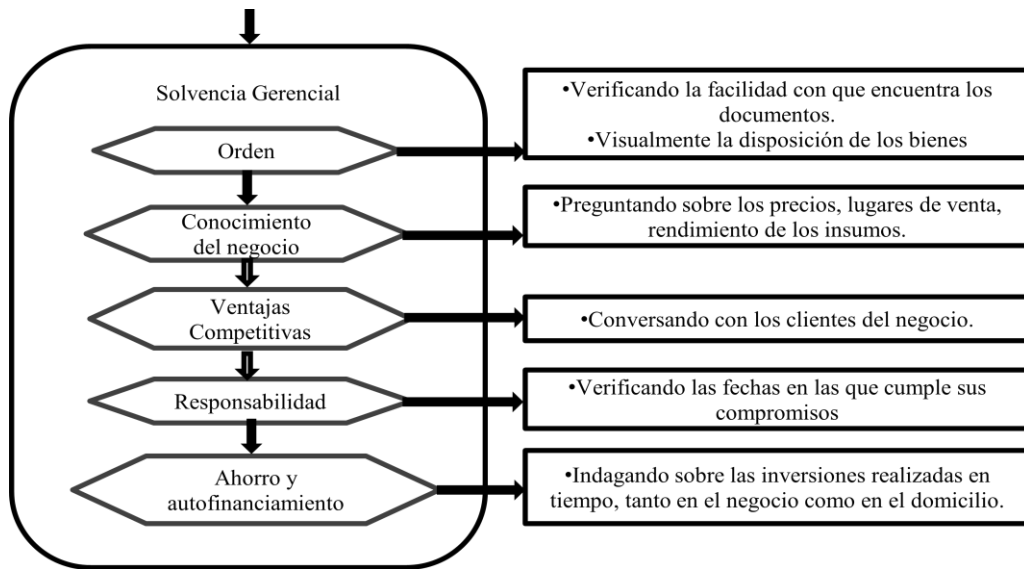 Solvencia Gerencial
Orden
•Verificando la facilidad con que encuentra los
documentos.
•Visualmente la disposición de los bienes
Conocimiento
del negocio
•Preguntando sobre los precios, lugares de venta,
rendimiento de los insumos.
Ventajas
Competitivas
•Conversando con los clientes del negocio.
Responsabilidad
•Verificando las fechas en las que cumple sus
compromisos
Ahorro y
autofinanciamiento
•Indagando sobre las inversiones realizadas en
tiempo, tanto en el negocio como en el domicilio.